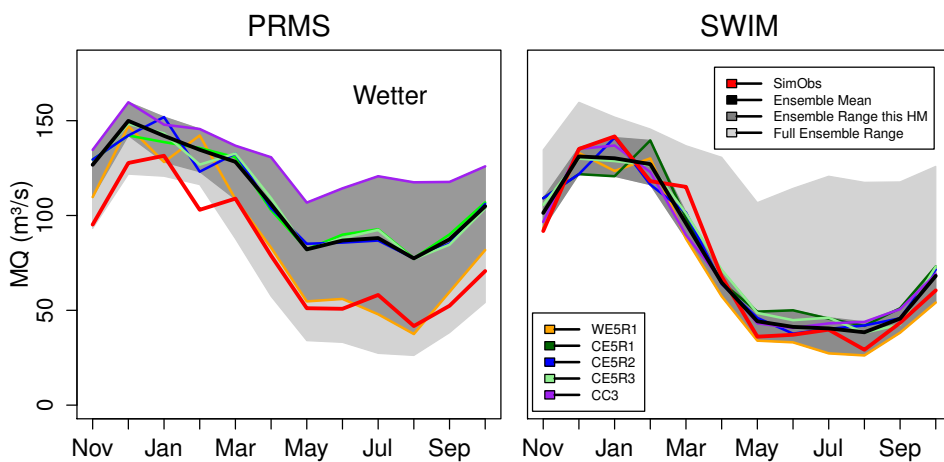 PRMS
SWIM
Wetter
MQ (m³/s)
150
100
50
0
Nov Jan Mar May Jul Sep
Nov Jan Mar May Jul Sep
SimObs
Ensemble Mean
Ensemble Range this HM
Full Ensemble Range
WE5R1
CE5R1
CE5R2
CE5R3
CC3